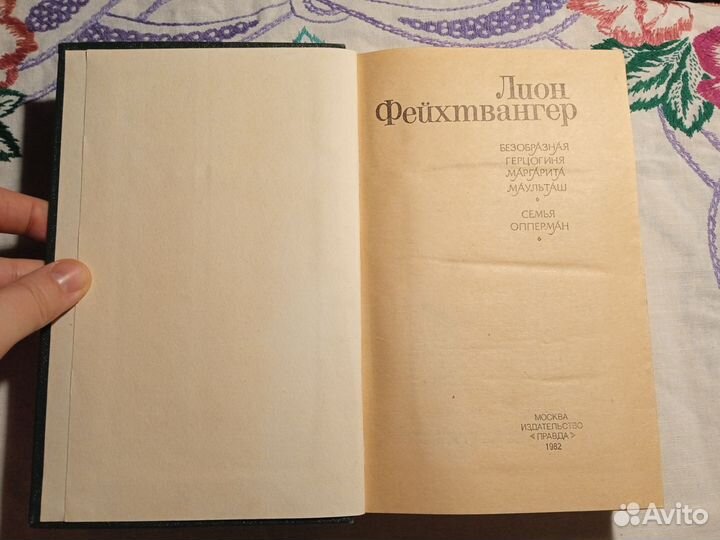 Лион
Фейхтвангер
БЕЗОБРАЗНАЯ
ГЕРЦОГИНЯ
МАРГАРИТА
МАУЛЬТАШ
СЕМЬЯ
ОППЕРМАН
МОСКВА
ИЗДАТЕЛЬСТВО
«ПРАВДА»
1982
Avito